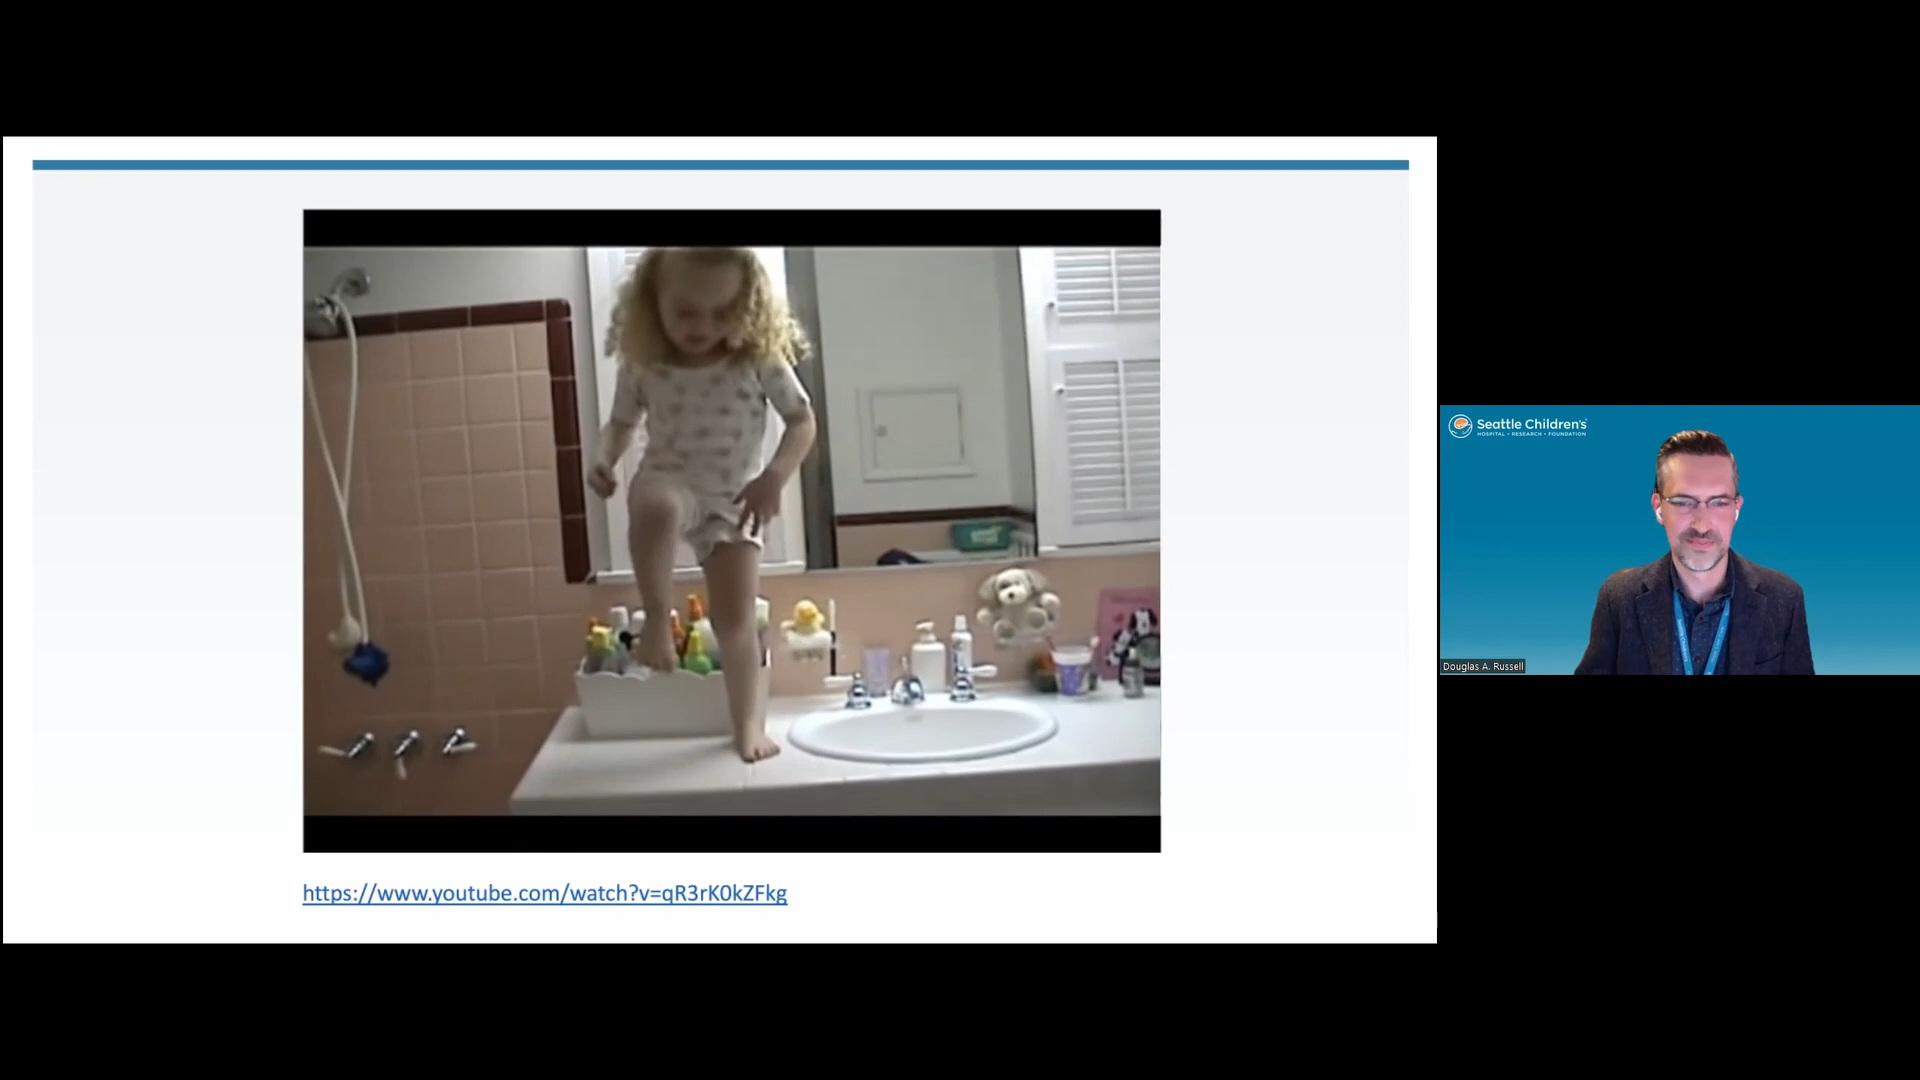 Seattle Children's
HOSPITAL • RESEARCH • FOUNDATION
Douglas A. Russell
https://www.youtube.com/watch?v=qR3rK0kZFkg